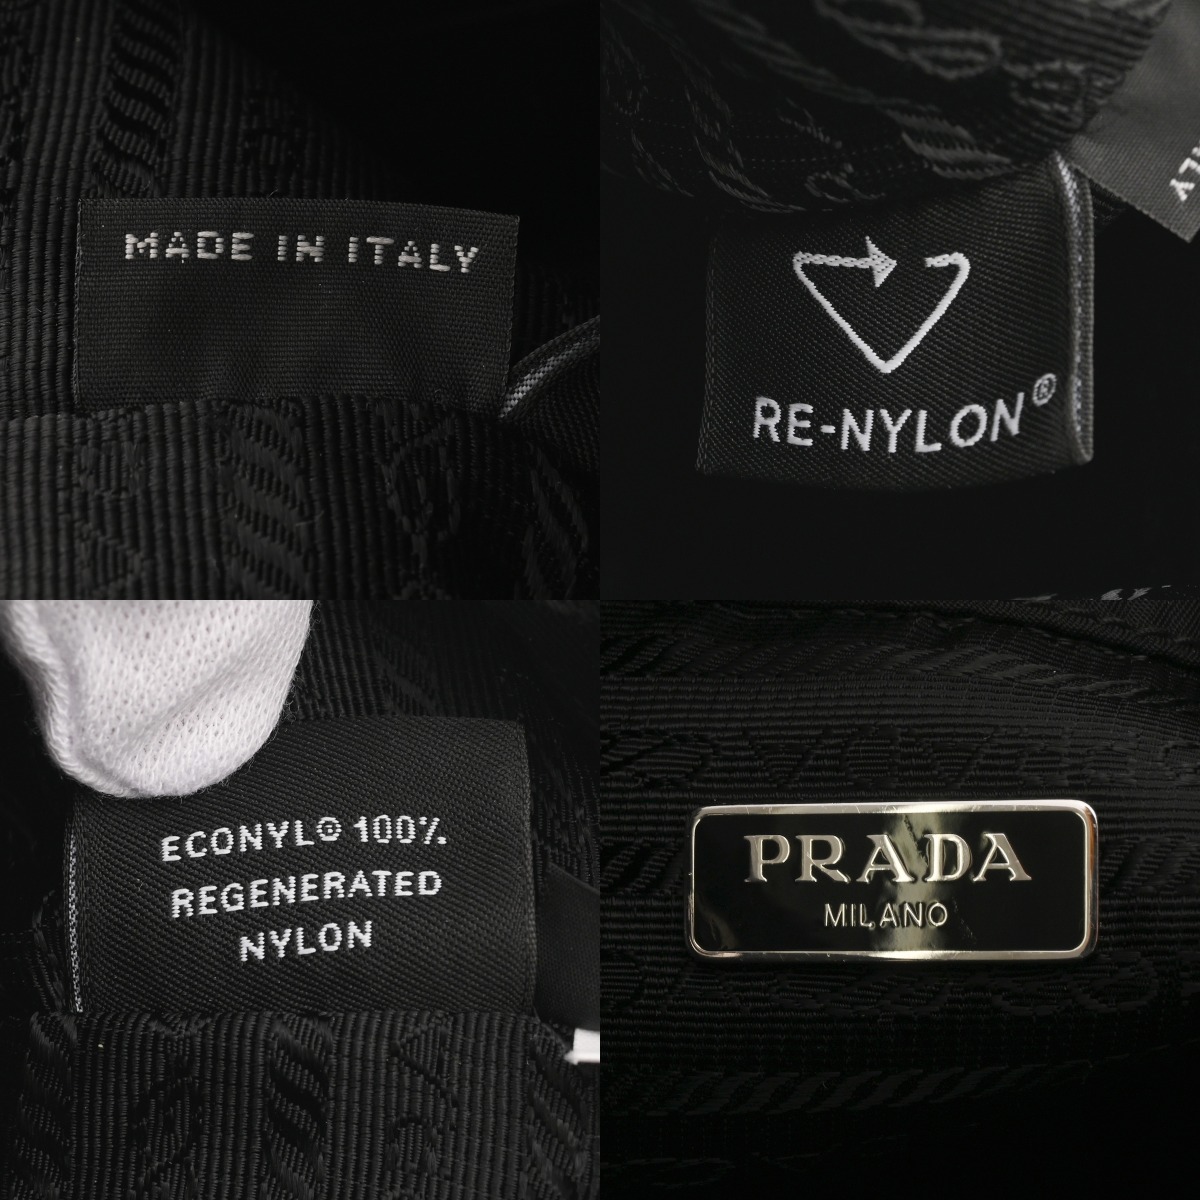 MADE IN ITALY
RE-NYLON®
ECONYL® 100%
REGENERATED
NYLON
PRADA
MILANO